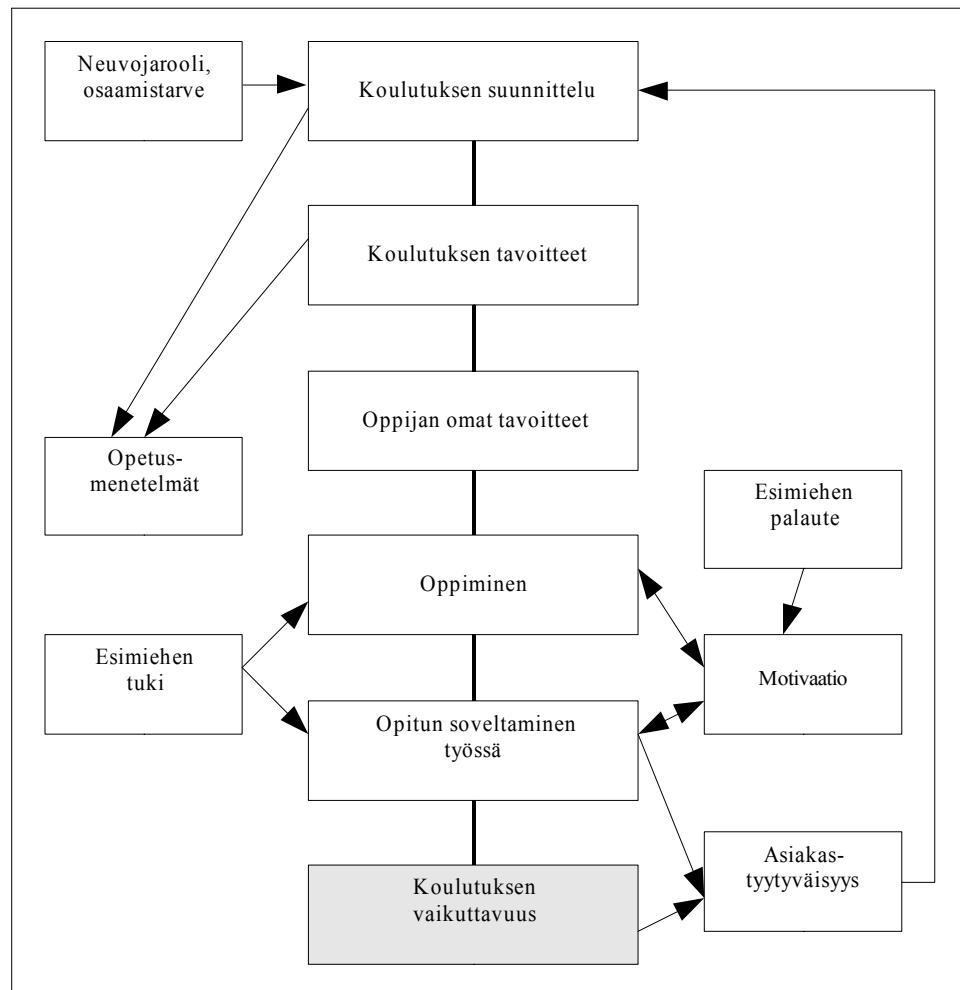 Neuvojarooli,
osaamistarve
Koulutuksen suunnittelu
Koulutuksen tavoitteet
Oppijan omat tavoitteet
Opetus-
menetelmät
Esimiehen
palaute
Oppiminen
Esimiehen
tuki
Motivaatio
Opitun soveltaminen
työssä
Asiakas-
tyytyväisyys
Koulutuksen
vaikuttavuus